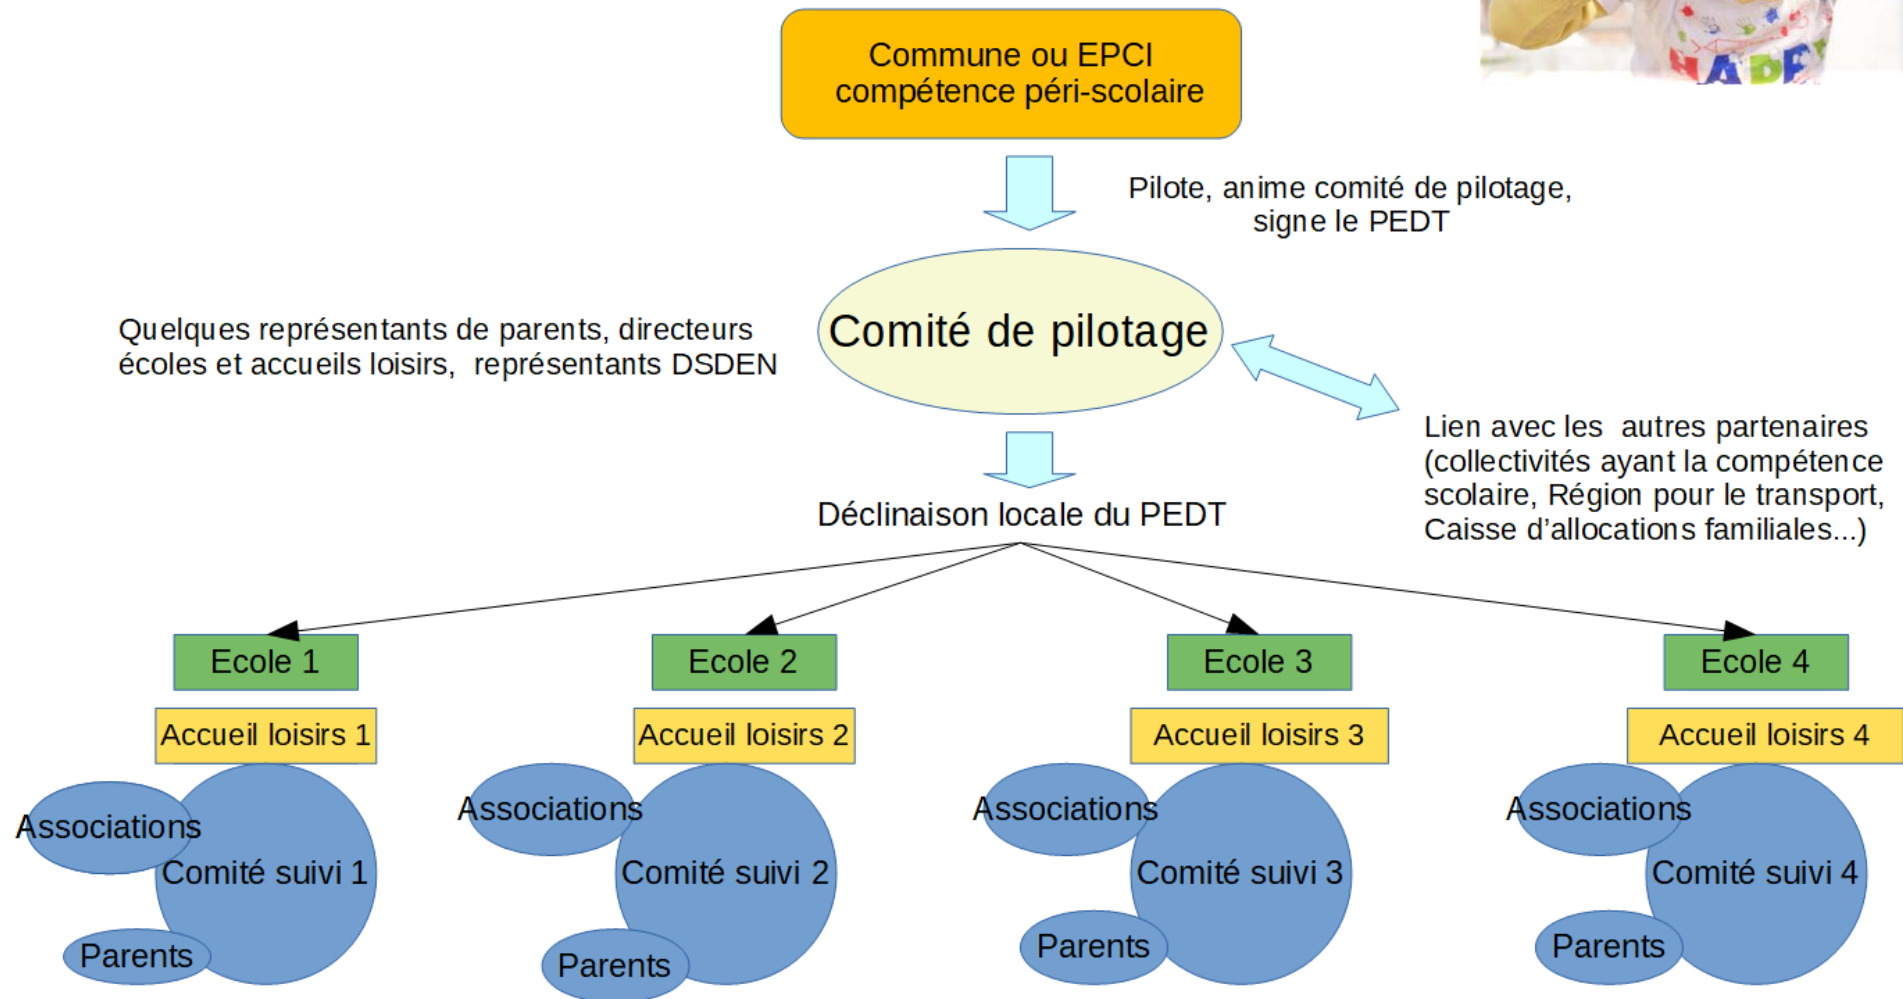 Commune ou EPCI
compétence péri-scolaire
Pilote, anime comité de pilotage,
signe le PEDT
Comité de pilotage
Quelques représentants de parents, directeurs
écoles et accueils loisirs, représentants DSDEN
Lien avec les autres partenaires
(collectivités ayant la compétence
scolaire, Région pour le transport,
Caisse d’allocations familiales...)
Déclinaison locale du PEDT
Ecole 1
Ecole 2
Ecole 3
Ecole 4
Accueil loisirs 1
Accueil loisirs 2
Accueil loisirs 3
Accueil loisirs 4
Associations
Associations
Associations
Associations
Comité suivi 1
Comité suivi 2
Comité suivi 3
Comité suivi 4
Parents
Parents
Parents
Parents